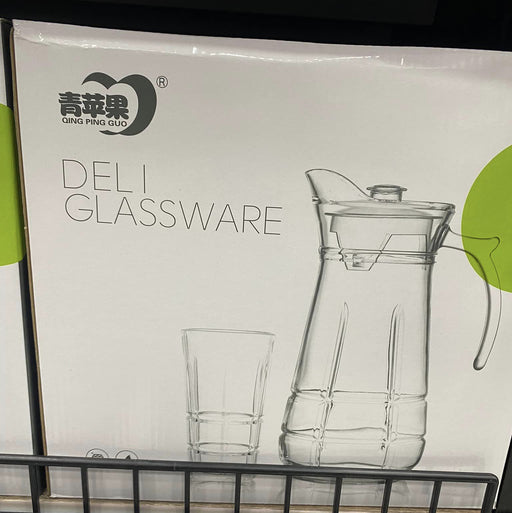 青苹果
®
QING PING GUO
DELI
GLASSWARE